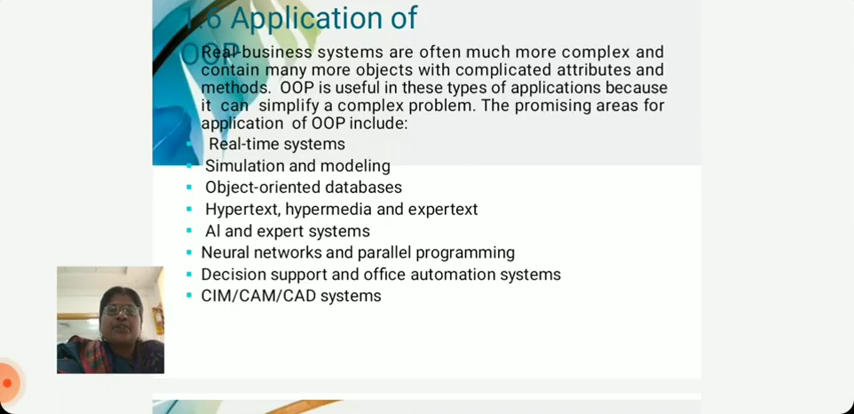 1.6 Application of
OOP
Real-business systems are often much more complex and
contain many more objects with complicated attributes and
methods. OOP is useful in these types of applications because
it can simplify a complex problem. The promising areas for
application of OOP include:
Real-time systems
Simulation and modeling
Object-oriented databases
Hypertext, hypermedia and expertext
AI and expert systems
Neural networks and parallel programming
Decision support and office automation systems
CIM/CAM/CAD systems